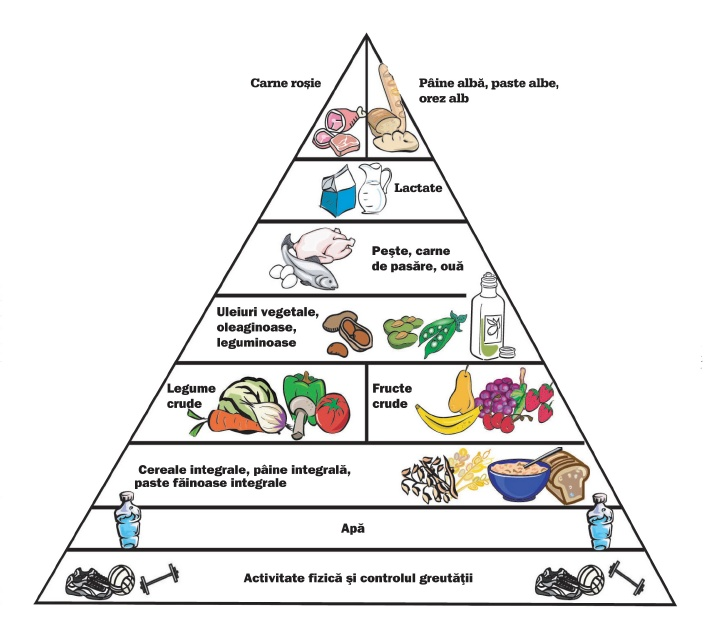 Carne roșie
Pâine albă, paste albe,
orez alb
Lactate
Pește, carne
de pasăre, ouă
Uleiuri vegetale,
oleaginoase,
leguminoase
Legume
crude
Fructe
crude
Cereale integrale, pâine integrală,
paste făinoase integrale
Apă
Activitate fizică și controlul greutății